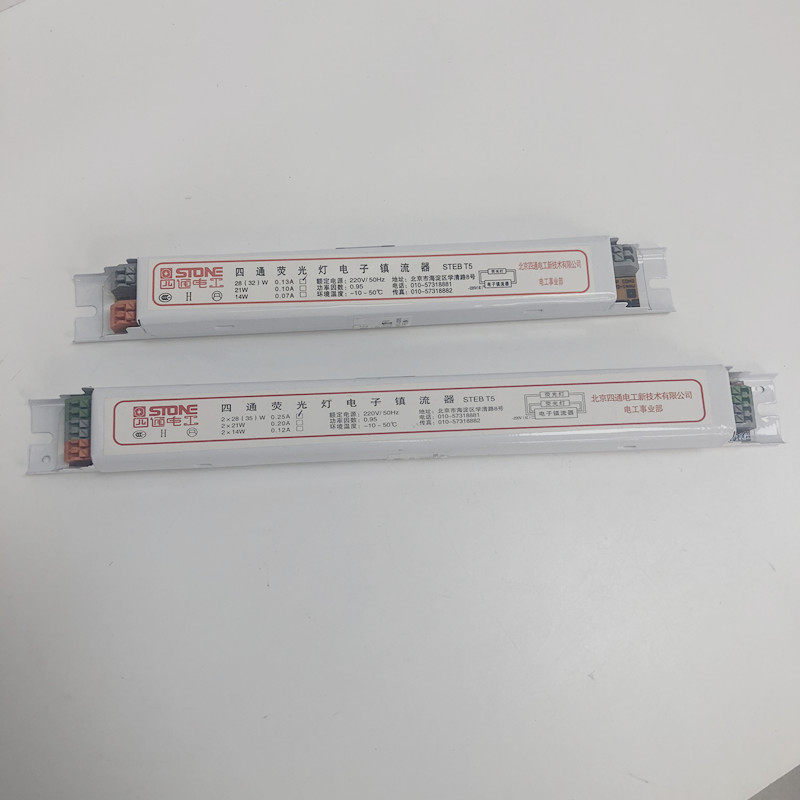 STONE
四通电工
H
四通荧光灯电子镇流器 STEB T5
28(32)W 0.13A
21W 0.10A
14W 0.07A
额定电源:220V/50Hz
功率因数:0.95
环境温度:-10-50℃
地址:北京市海淀区学清路8号
电话:010-57318881
传真:010-57318882
荧光灯
电子镇流器
北京四通电工新技术有限公司
电工事业部
STONE
四通电工
H
四通荧光灯电子镇流器 STEB T5
2×28(35)W 0.25A
2×21W 0.20A
2×14W 0.12A
额定电源:220V/50Hz
功率因数:0.95
环境温度:-10-50℃
地址:北京市海淀区学清路8号
电话:010-57318881
传真:010-57318882
荧光灯
荧光灯
电子镇流器
北京四通电工新技术有限公司
电工事业部